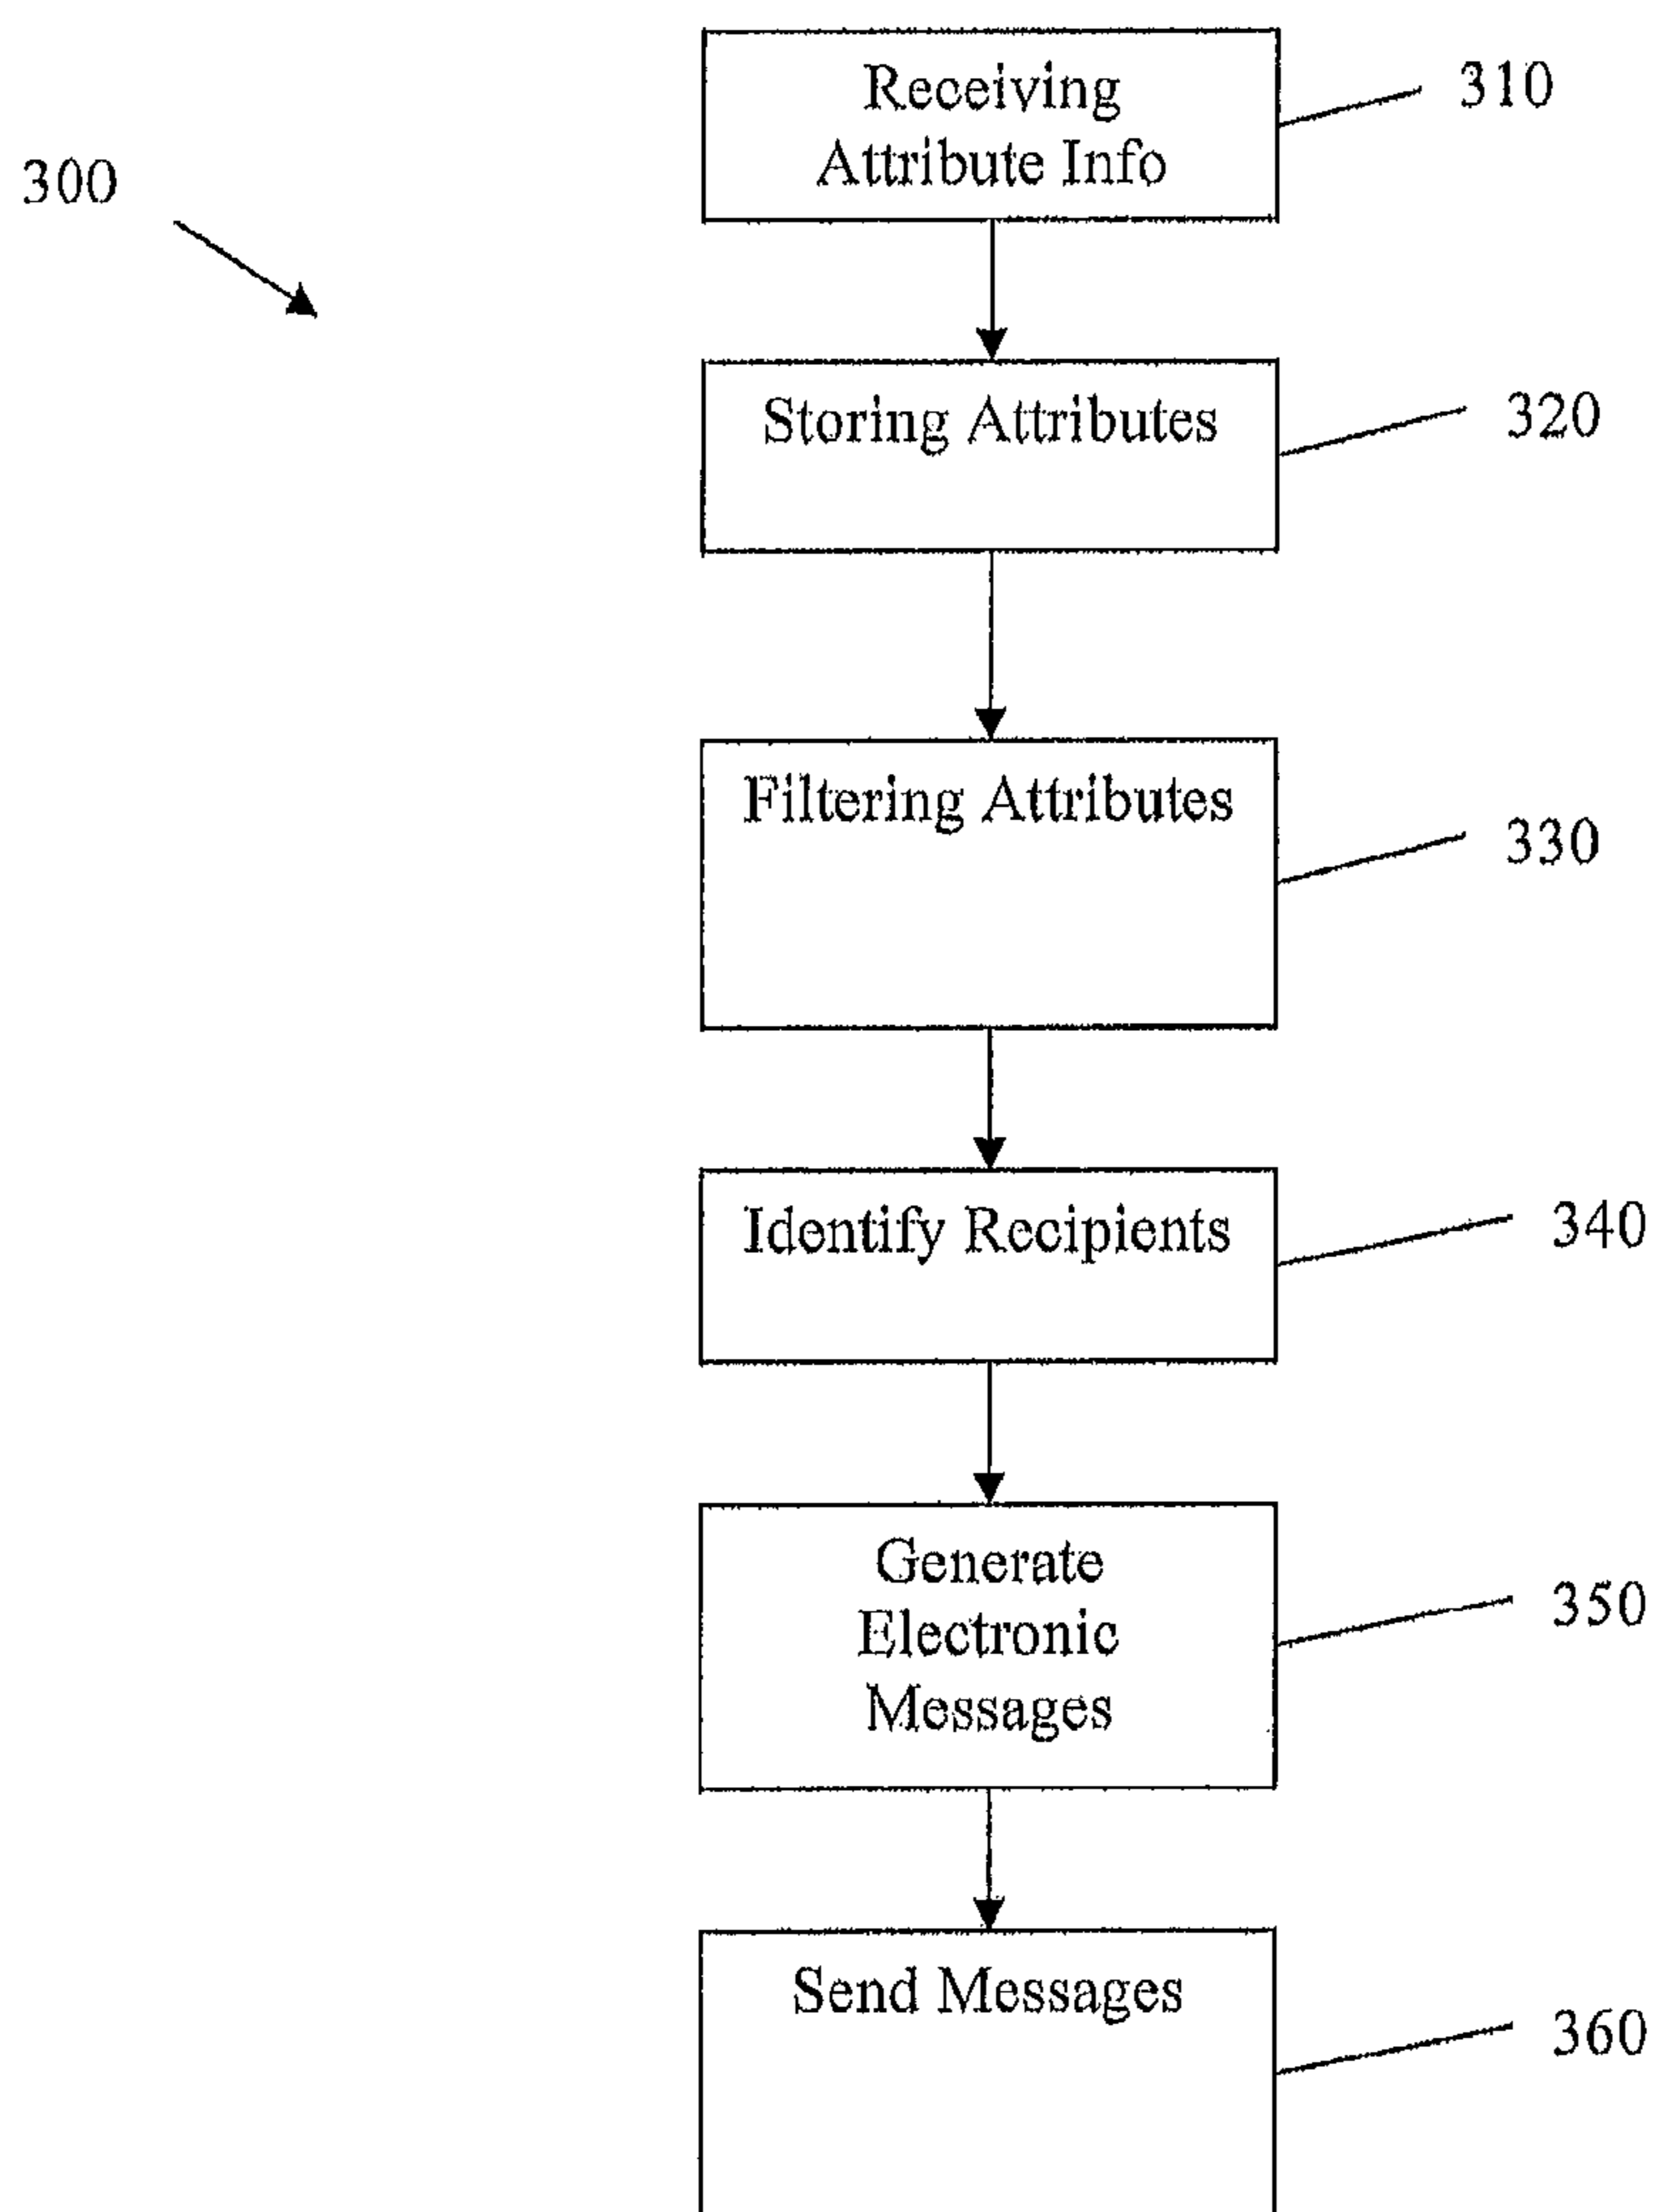 Receiving
Attribute Info
310
300
Storing Attributes
320
Filtering Attributes
330
Identify Recipients
340
Generate
Electronic
Messages
350
Send Messages
360